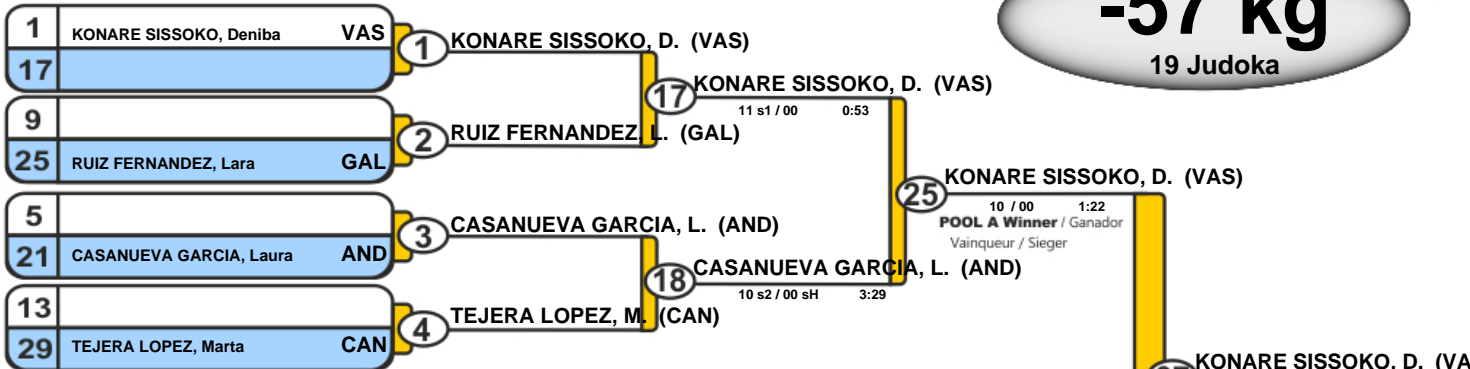 -57 kg
19 Judoka
1 KONARE SISSOKO, Deniba VAS
17
1 KONARE SISSOKO, D. (VAS)
17 KONARE SISSOKO, D. (VAS)
11 s1 / 00 0:53
9
25 RUIZ FERNANDEZ, Lara GAL
2 RUIZ FERNANDEZ, L. (GAL)
25 KONARE SISSOKO, D. (VAS)
10 / 00 1:22
POOL A Winner / Ganador
Vainqueur / Sieger
5
21 CASANUEVA GARCIA, Laura AND
3 CASANUEVA GARCIA, L. (AND)
18 CASANUEVA GARCIA, L. (AND)
10 s2 / 00 sH 3:29
13
29 TEJERA LOPEZ, Marta CAN
4 TEJERA LOPEZ, M. (CAN)
KONARE SISSOKO, D. (VA